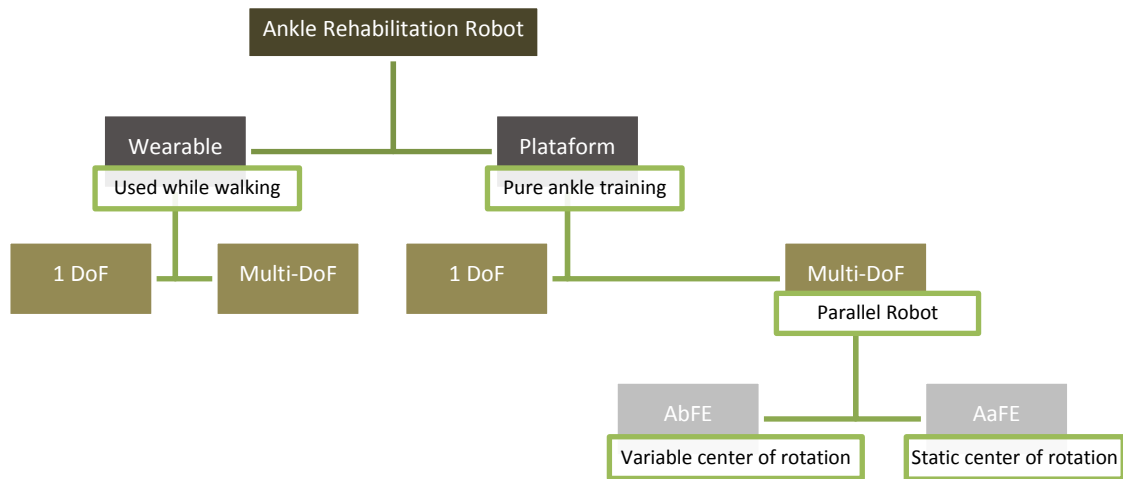 Ankle Rehabilitation Robot
Wearable
Used while walking
Plataform
Pure ankle training
1 DoF
Multi-DoF
1 DoF
Multi-DoF
Parallel Robot
AbFE
Variable center of rotation
AaFE
Static center of rotation